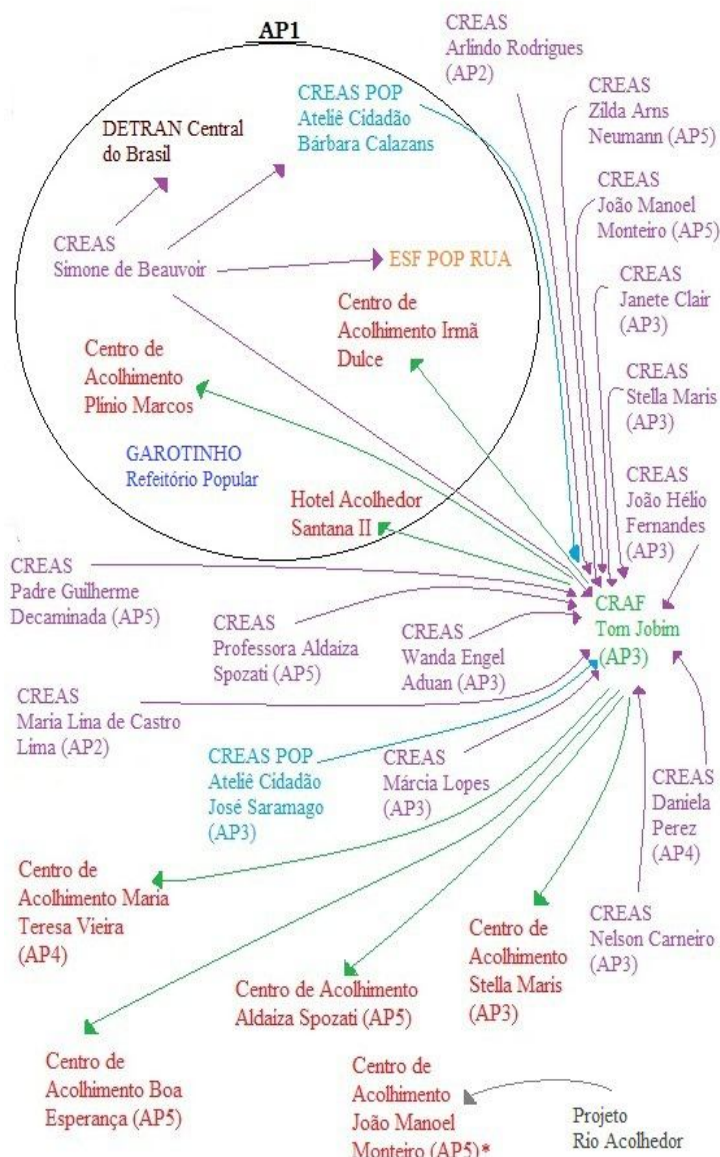 AP1
CREAS
Arlindo Rodrigues
(AP2)
CREAS
Zilda Arns
Neumann (AP5)
CREAS POP
Ateliê Cidadão
Bárbara Calazans
DETRAN Central
do Brasil
CREAS
João Manoel
Monteiro (AP5)
CREAS
Simone de Beauvoir
ESF POP RUA
CREAS
Janete Clair
(AP3)
Centro de
Acolhimento Irmã
Dulce
Centro de
Acolhimento
Plínio Marcos
CREAS
Stella Maris
(AP3)
GAROTINHO
Refeitório Popular
Hotel Acolhedor
Santana II
CREAS
João Hélio
Fernandes
(AP3)
CREAS
Padre Guilherme
Decaminada (AP5)
CREAS
Professora Aldaiza
Spozati (AP5)
CREAS
Wanda Engel
Aduan (AP3)
CRAF
Tom Jobim
(AP3)
CREAS
Maria Lina de Castro
Lima (AP2)
CREAS POP
Ateliê Cidadão
José Saramago
(AP3)
CREAS
Márcia Lopes
(AP3)
CREAS
Daniela
Perez
(AP4)
Centro de
Acolhimento Maria
Teresa Vieira
(AP4)
CREAS
Nelson Carneiro
(AP3)
Centro de
Acolhimento
Stella Maris
(AP3)
Centro de Acolhimento
Aldaiza Spozati (AP5)
Centro de
Acolhimento Boa
Esperança (AP5)
Centro de
Acolhimento
João Manoel
Monteiro (AP5)*
Projeto
Rio Acolhedor